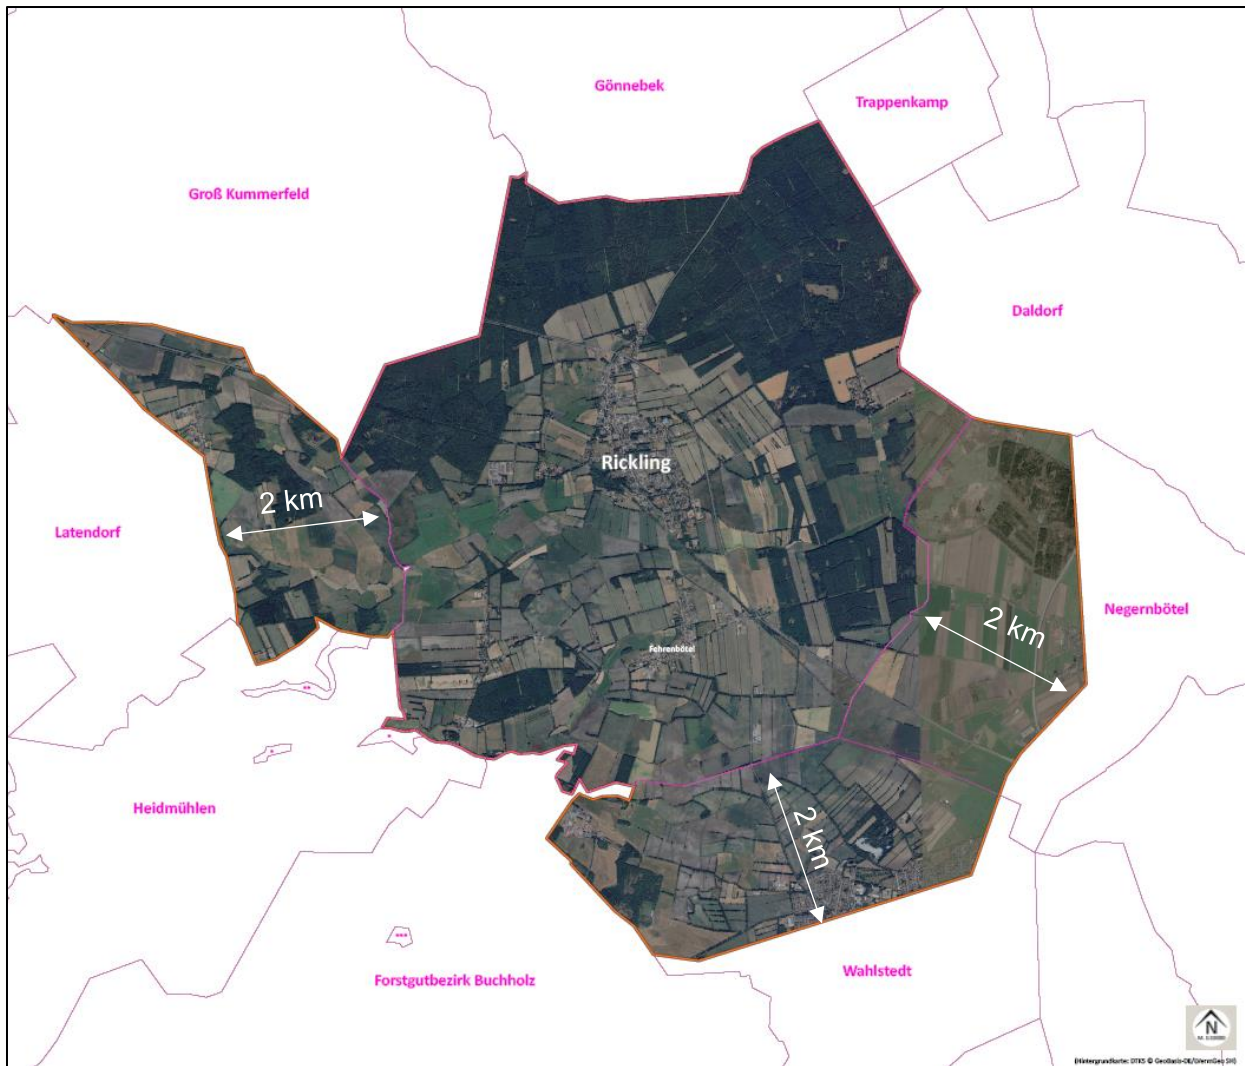 Gönnebek
Trappenkamp
Groß Kummerfeld
Daldorf
Rickling
2 km
Latendorf
Negernbötel
2 km
Fehrenbötel
Heidmühlen
2 km
Wahlstedt
Forstgutbezirk Buchholz
N